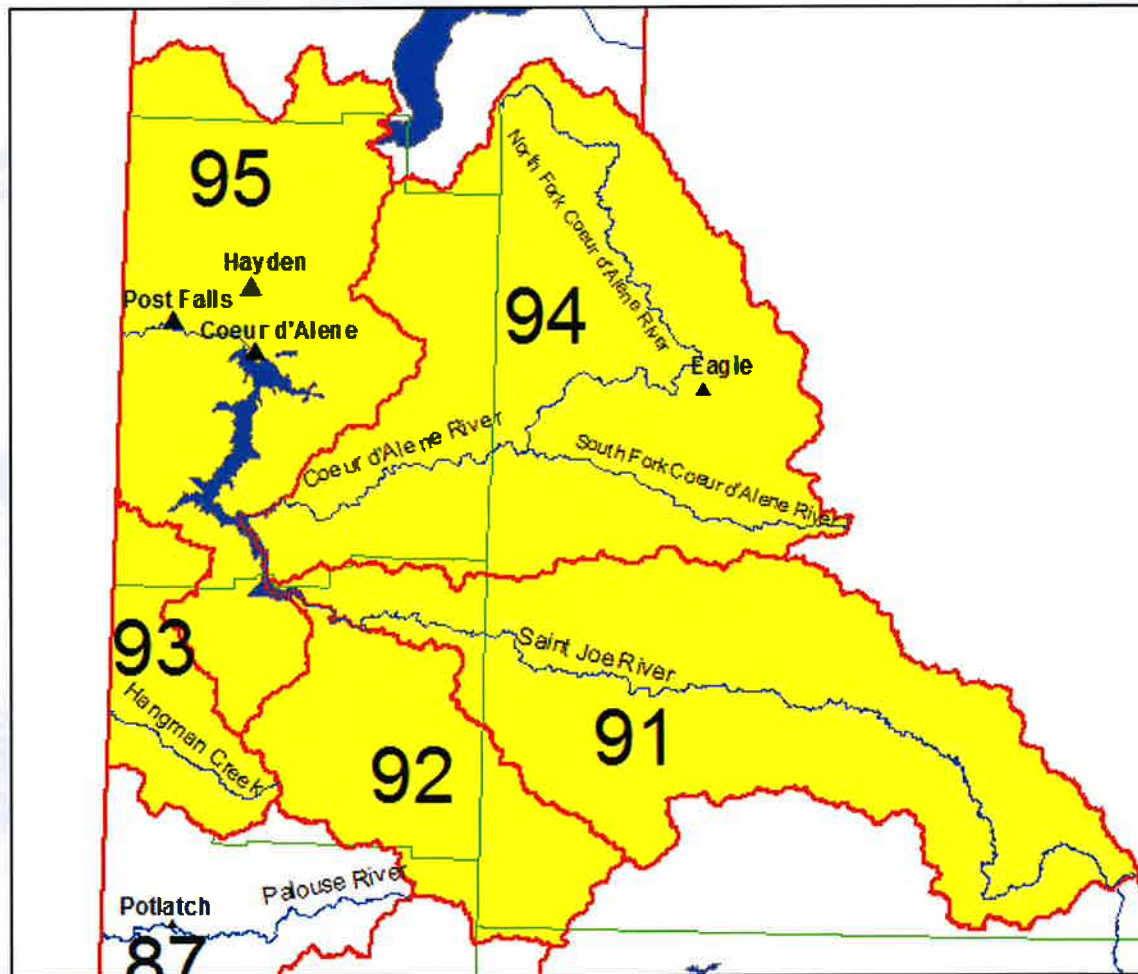 95
Hayden
Post Falls
Coeur d'Alene
North Fork Coeur d'Alene River
94
Eagle
Coeur d'Alene River
South Fork Coeur d'Alene River
93
Saint Joe River
Hangman Creek
91
92
Palouse River
Potlatch
87